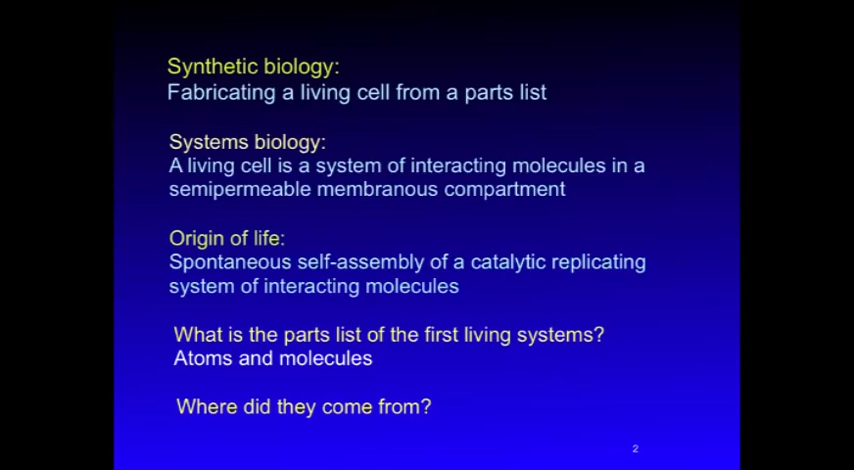 Synthetic biology:
Fabricating a living cell from a parts list
Systems biology:
A living cell is a system of interacting molecules in a
semipermeable membranous compartment
Origin of life:
Spontaneous self-assembly of a catalytic replicating
system of interacting molecules
What is the parts list of the first living systems?
Atoms and molecules
Where did they come from?
2